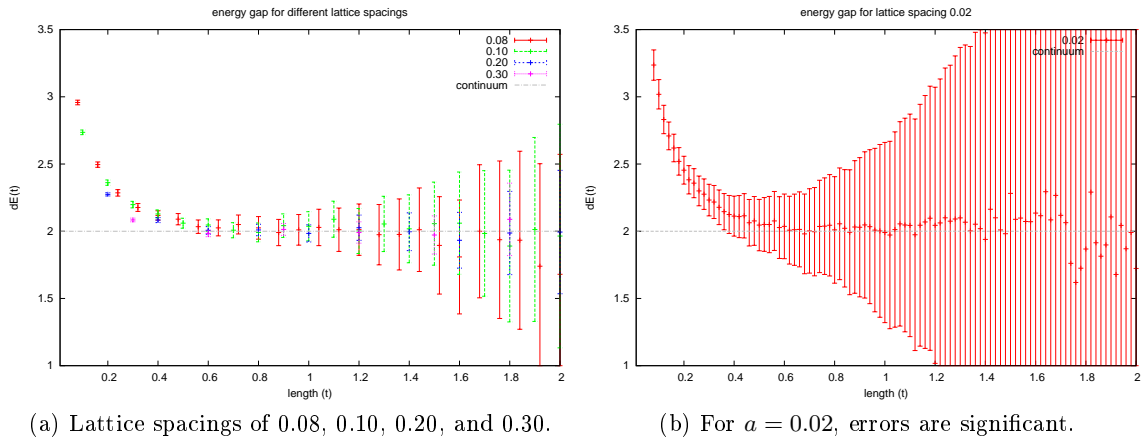 energy gap for different lattice spacings
3.5
3
2.5
2
1.5
1
dE(t)
0.08
0.10
0.20
0.30
continuum
0.2 0.4 0.6 0.8 1 1.2 1.4 1.6 1.8 2
length (t)
(a) Lattice spacings of 0.08, 0.10, 0.20, and 0.30.
energy gap for lattice spacing 0.02
3.5
3
2.5
2
1.5
1
dE(t)
0.02
continuum
0.2 0.4 0.6 0.8 1 1.2 1.4 1.6 1.8 2
length (t)
(b) For a = 0.02, errors are significant.